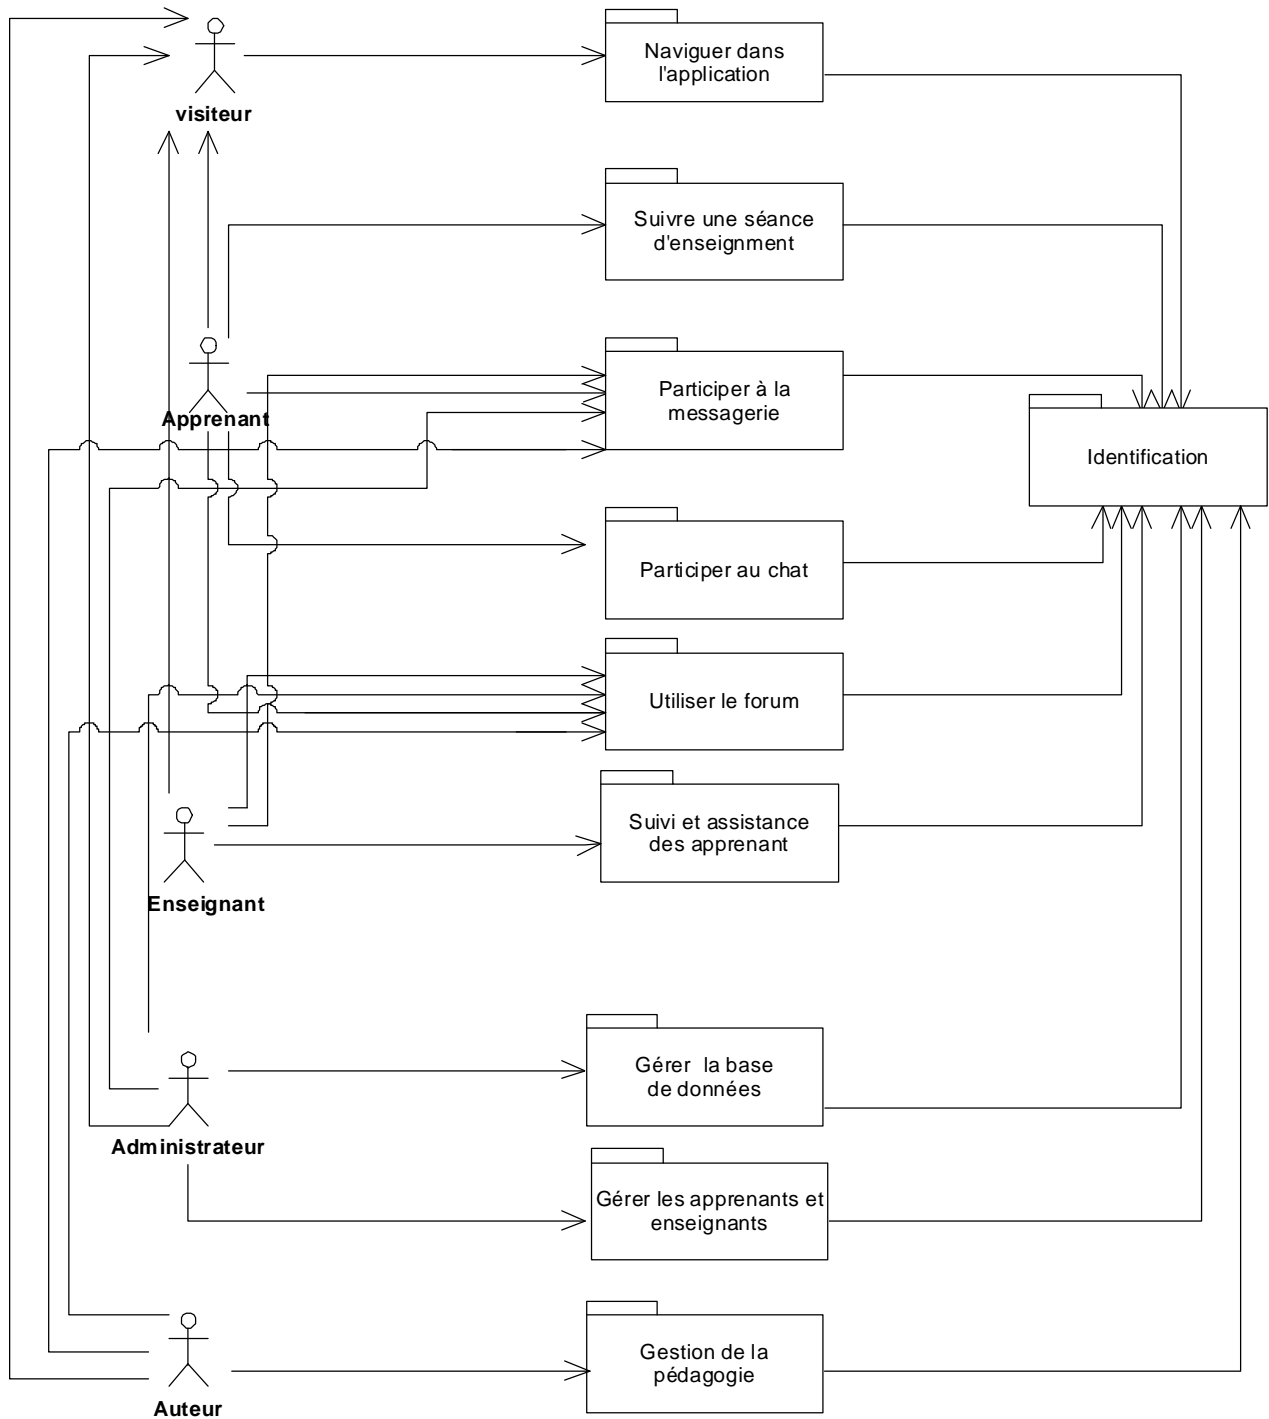 visiteur
Naviguer dans
l'application
Suivre une séance
d'enseignment
Apprenant
Participer à la
messagerie
Identification
Participer au chat
Utiliser le forum
Suivi et assistance
des apprenant
Enseignant
Gérer  la base
de données
Administrateur
Gérer les apprenants et
enseignants
Gestion de la
pédagogie
Auteur